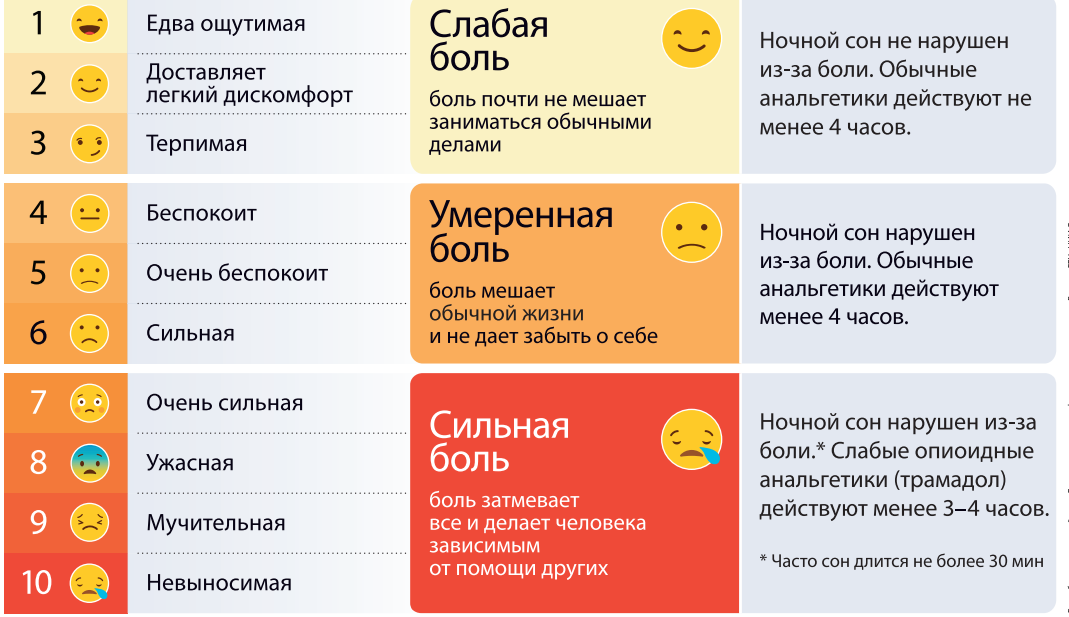 1 Едва ощутимая
2 Доставляет
легкий дискомфорт
3 Терпимая
Слабая
боль
боль почти не мешает
заниматься обычными
делами
Ночной сон не нарушен
из-за боли. Обычные
анальгетики действуют не
менее 4 часов.
4 Беспокоит
5 Очень беспокоит
6 Сильная
Умеренная
боль
боль мешает
обычной жизни
и не дает забыть о себе
Ночной сон нарушен
из-за боли. Обычные
анальгетики действуют
менее 4 часов.
7 Очень сильная
8 Ужасная
9 Мучительная
10 Невыносимая
Сильная
боль
боль затмевает
все и делает человека
зависимым
от помощи других
Ночной сон нарушен из-за
боли.* Слабые опиоидные
анальгетики (трамадол)
действуют менее 3–4 часов.
* Часто сон длится не более 30 мин